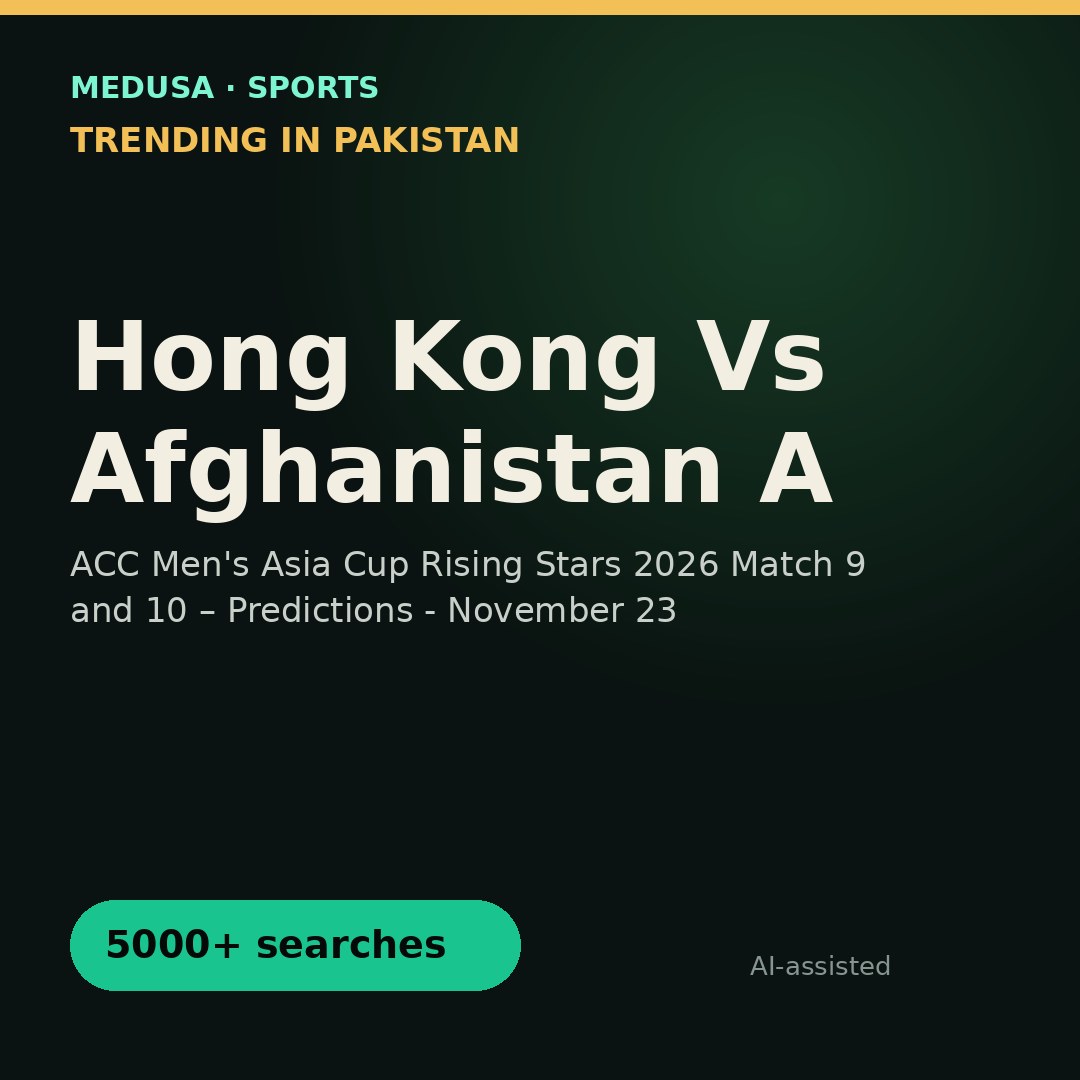 MEDUSA · SPORTS
TRENDING IN PAKISTAN
Hong Kong Vs
Afghanistan A
ACC Men's Asia Cup Rising Stars 2026 Match 9
and 10 – Predictions - November 23
5000+ searches
AI-assisted